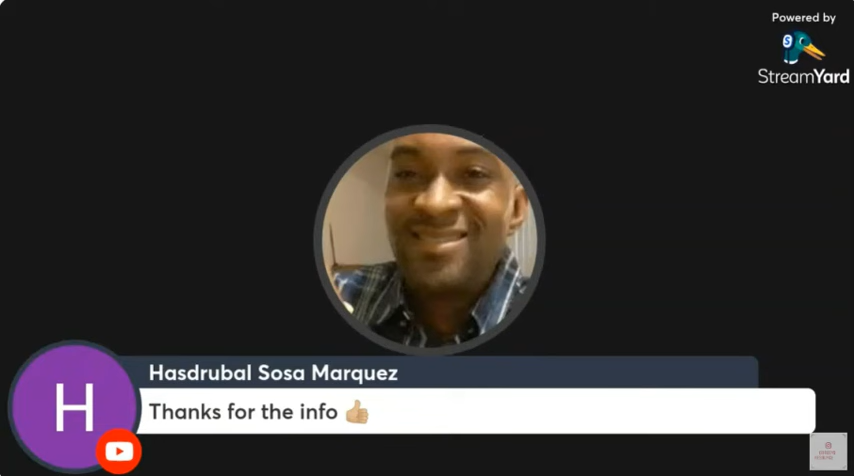 Powered by
StreamYard
Hasdrubal Sosa Marquez
H
Thanks for the info 👍🏼